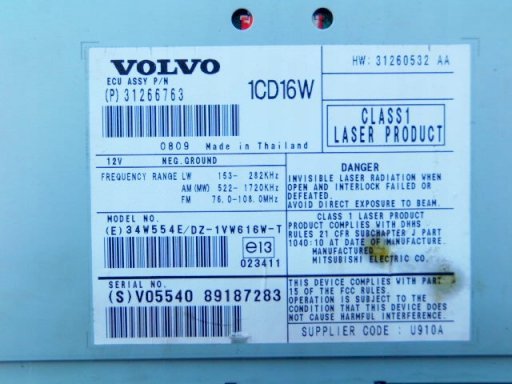 VOLVO
ECU ASSY P/N
(P) 31266763
1CD16W
HW: 31260532 AA
CLASS1
LASER PRODUCT
0809 Made in Thailand
12V NEG.GROUND
FREQUENCY RANGE LW 153- 282KHz
AM(MW) 522- 1720KHz
FM 76.0-108.0MHz
DANGER
INVISIBLE LASER RADIATION WHEN
OPEN AND INTERLOCK FAILED OR
DEFEATED.
AVOID DIRECT EXPOSURE TO BEAM.
MODEL NO.
(E)34W554E/DZ-1VW616W-T
e13
023411
CLASS 1 LASER PRODUCT
PRODUCT COMPLIES WITH DHHS
RULES 21 CFR SUBCHAPTER J PART
1040:10 AT DATE OF MANUFACTURE.
MANUFACTURED
MITSUBISHI ELECTRIC CO.
SERIAL NO.
(S)V05540 89187283
THIS DEVICE COMPLIES WITH PART
15 OF THE FCC RULES.
OPERATION IS SUBJECT TO THE
CONDITION THAT THIS DEVICE DOES
NOT CAUSE HARMFUL INTERFERENCE.
SUPPLIER CODE : U910A